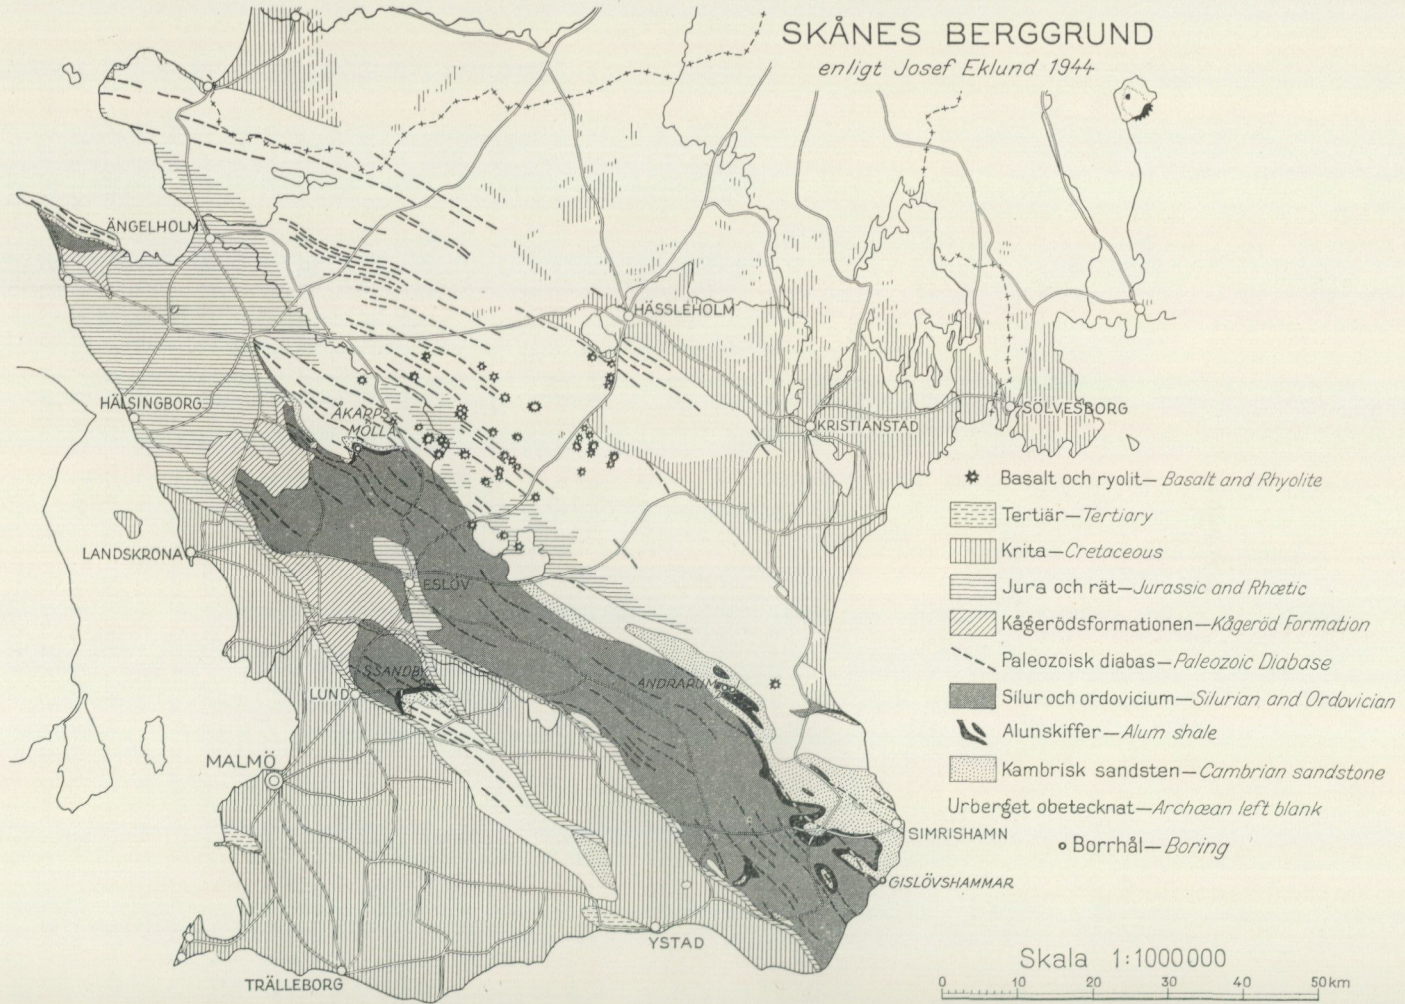 SKÅNES BERGGRUND
enligt Josef Eklund 1944
ÄNGELHOLM
HÄSSLEHOLM
HÄLSINGBORG
ÅKARPS-
MÖLLA
SÖLVESBORG
KRISTIANSTAD
LANDSKRONA
ESLÖV
S.SANDBY
LUND
ANDRARUM
MALMÖ
SIMRISHAMN
GISLÖVSHAMMAR
YSTAD
TRÄLLEBORG
Basalt och ryolit—Basalt and Rhyolite
Tertiär—Tertiary
Krita—Cretaceous
Jura och rät—Jurassic and Rhætic
Kågerödsformationen—Kågeröd Formation
Paleozoisk diabas—Paleozoic Diabase
Silur och ordovicium—Silurian and Ordovician
Alunskiffer—Alum shale
Kambrisk sandsten—Cambrian sandstone
Urberget obetecknat—Archæan left blank
Borrhål—Boring
Skala 1:1000000
0 10 20 30 40 50km